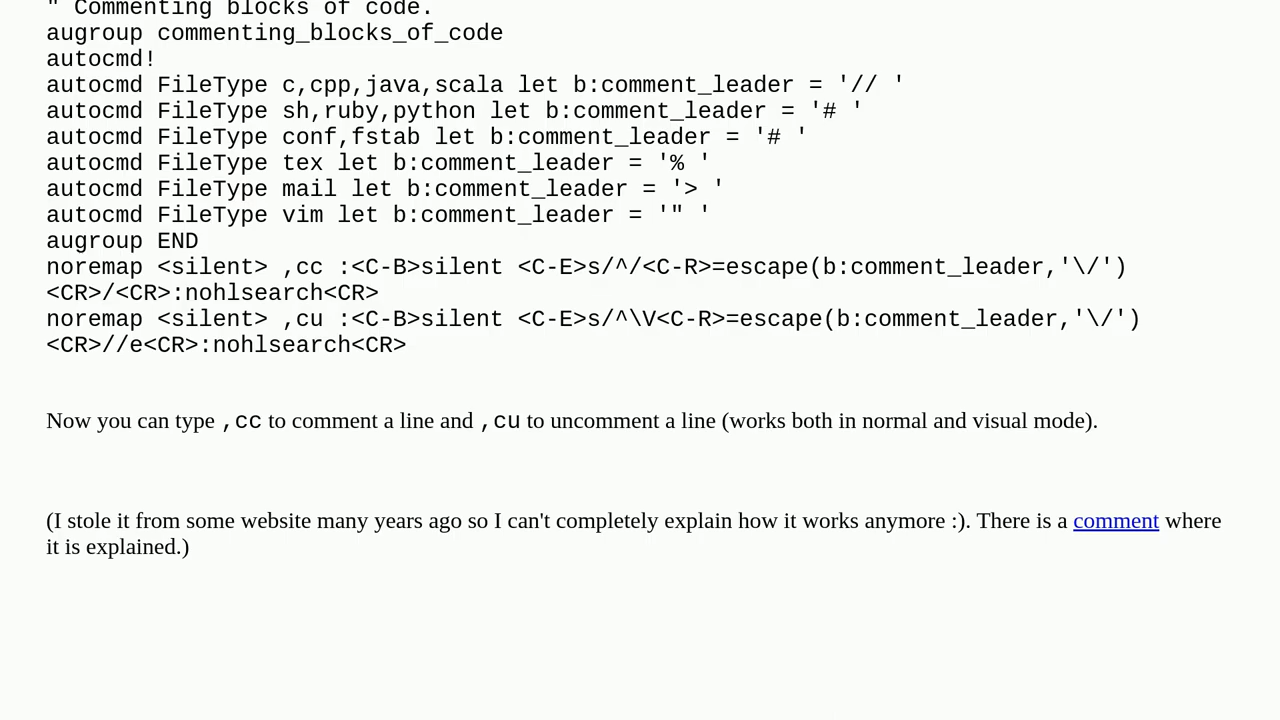 " Commenting blocks of code.
augroup commenting_blocks_of_code
autocmd!
autocmd FileType c,cpp,java,scala let b:comment_leader = '// '
autocmd FileType sh,ruby,python let b:comment_leader = '# '
autocmd FileType conf,fstab let b:comment_leader = '# '
autocmd FileType tex let b:comment_leader = '% '
autocmd FileType mail let b:comment_leader = '> '
autocmd FileType vim let b:comment_leader = '" '
augroup END
noremap <silent> ,cc :<C-B>silent <C-E>s/^/<C-R>=escape(b:comment_leader,'\/')
<CR>/<CR>:nohlsearch<CR>
noremap <silent> ,cu :<C-B>silent <C-E>s/^\V<C-R>=escape(b:comment_leader,'\/')
<CR>//e<CR>:nohlsearch<CR>
Now you can type ,cc to comment a line and ,cu to uncomment a line (works both in normal and visual mode).
(I stole it from some website many years ago so I can't completely explain how it works anymore :). There is a comment where
it is explained.)